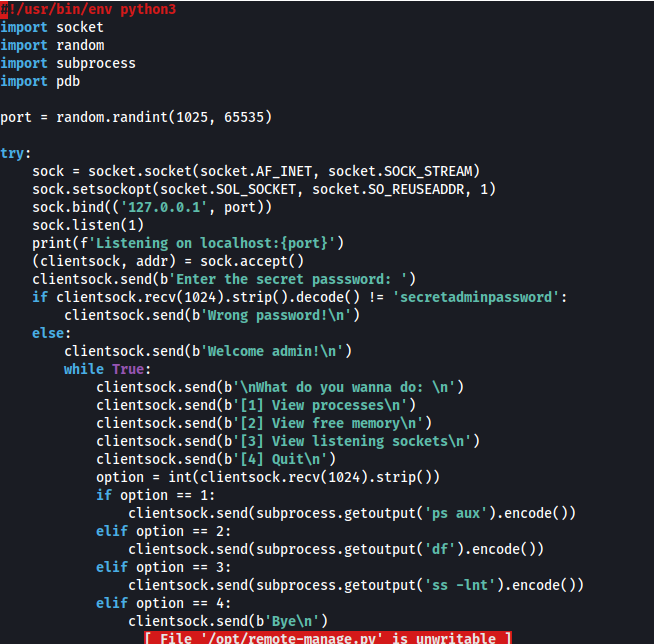 #!/usr/bin/env python3
import socket
import random
import subprocess
import pdb

port = random.randint(1025, 65535)

try:
    sock = socket.socket(socket.AF_INET, socket.SOCK_STREAM)
    sock.setsockopt(socket.SOL_SOCKET, socket.SO_REUSEADDR, 1)
    sock.bind(('127.0.0.1', port))
    sock.listen(1)
    print(f'Listening on localhost:{port}')
    (clientsock, addr) = sock.accept()
    clientsock.send(b'Enter the secret passsword: ')
    if clientsock.recv(1024).strip().decode() != 'secretadminpassword':
        clientsock.send(b'Wrong password!\n')
    else:
        clientsock.send(b'Welcome admin!\n')
        while True:
            clientsock.send(b'\nWhat do you wanna do: \n')
            clientsock.send(b'[1] View processes\n')
            clientsock.send(b'[2] View free memory\n')
            clientsock.send(b'[3] View listening sockets\n')
            clientsock.send(b'[4] Quit\n')
            option = int(clientsock.recv(1024).strip())
            if option == 1:
                clientsock.send(subprocess.getoutput('ps aux').encode())
            elif option == 2:
                clientsock.send(subprocess.getoutput('df').encode())
            elif option == 3:
                clientsock.send(subprocess.getoutput('ss -lnt').encode())
            elif option == 4:
                clientsock.send(b'Bye\n')
[ File '/opt/remote-manage.py' is unwritable ]